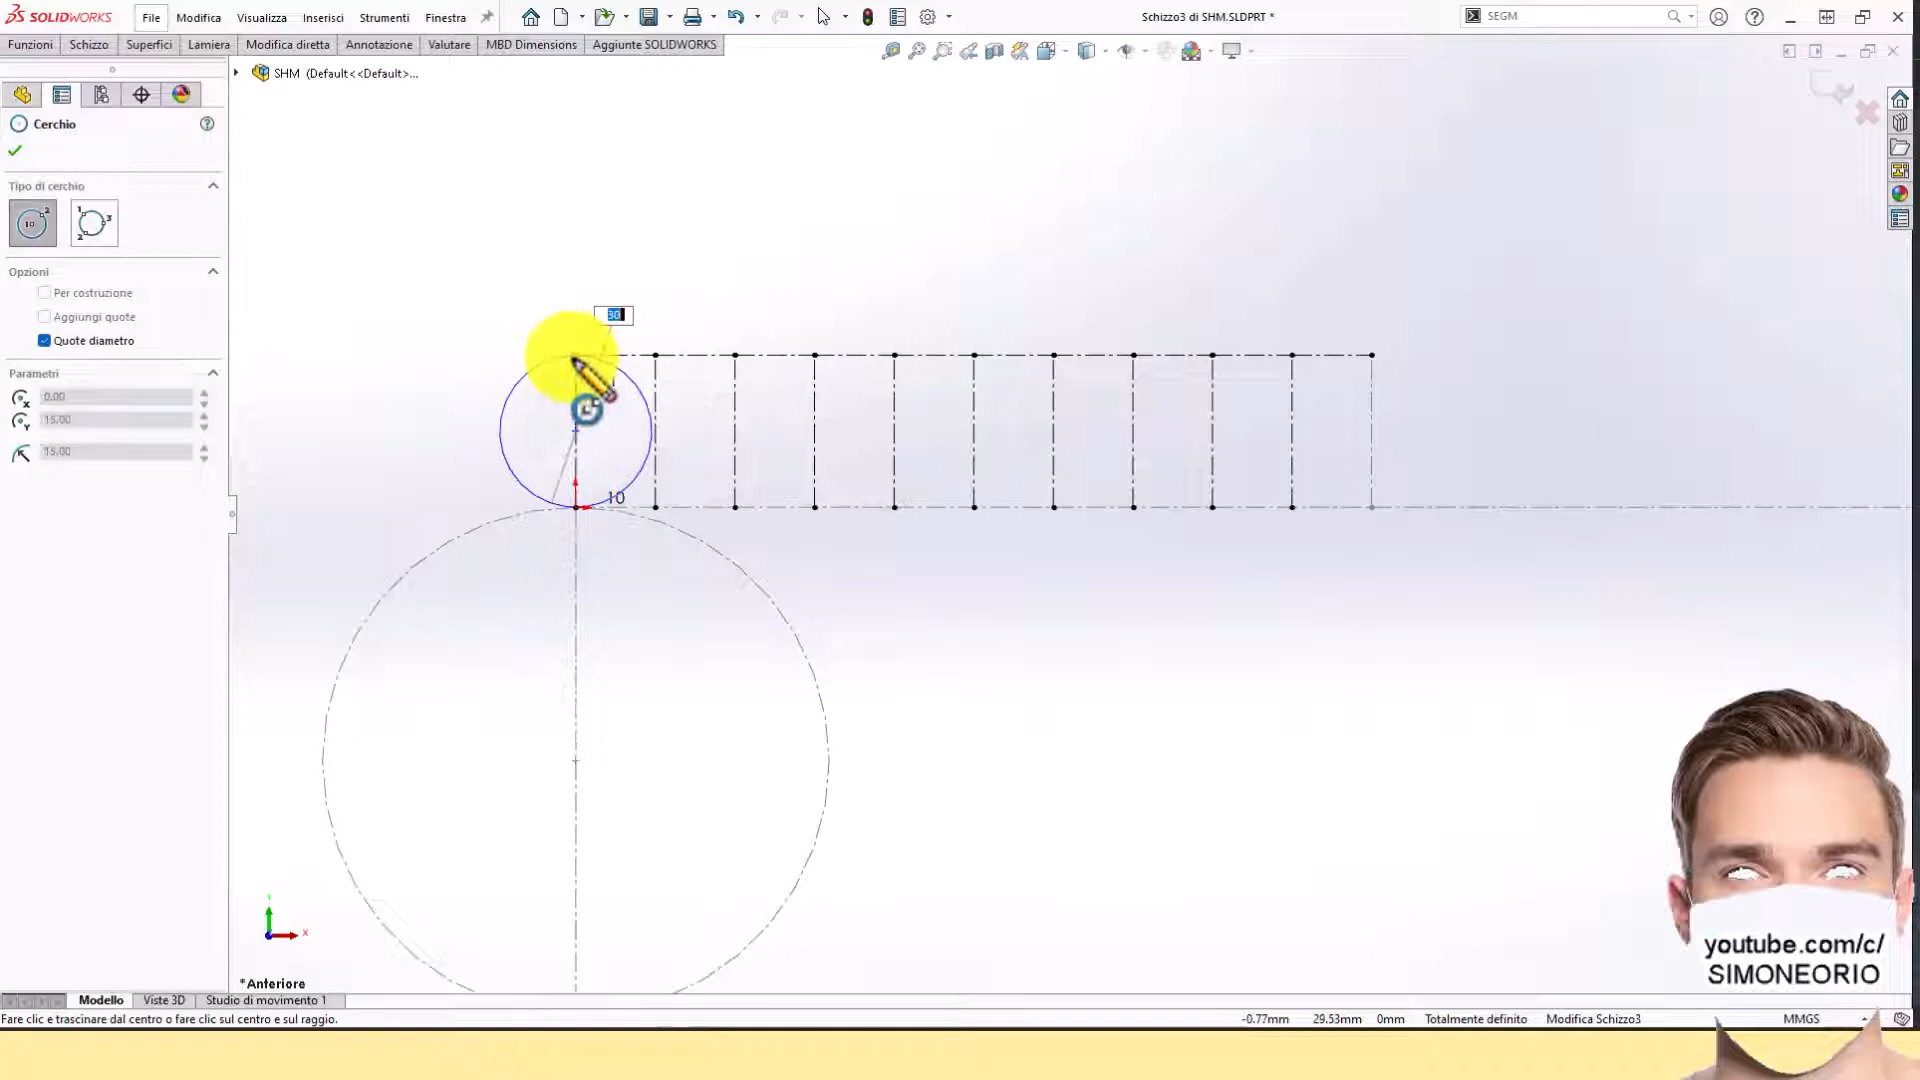 SOLIDWORKS
File
Modifica
Visualizza
Inserisci
Strumenti
Finestra
Schizzo3 di SHM.SLDPRT *
SEGM
Funzioni
Schizzo
Superfici
Lamiera
Modifica diretta
Annotazione
Valutare
MBD Dimensions
Aggiunte SOLIDWORKS
SHM (Default<<Default>...
Cerchio
Tipo di cerchio
Opzioni
Per costruzione
Aggiungi quote
Quote diametro
Parametri
0.00
15.00
15.00
30
10
x
*Anteriore
Modello
Viste 3D
Studio di movimento 1
Fare clic e trascinare dal centro o fare clic sul centro e sul raggio.
-0.77mm
29.53mm
0mm
Totalmente definito
Modifica Schizzo3
MMGS
youtube.com/c/
SIMONEORIO